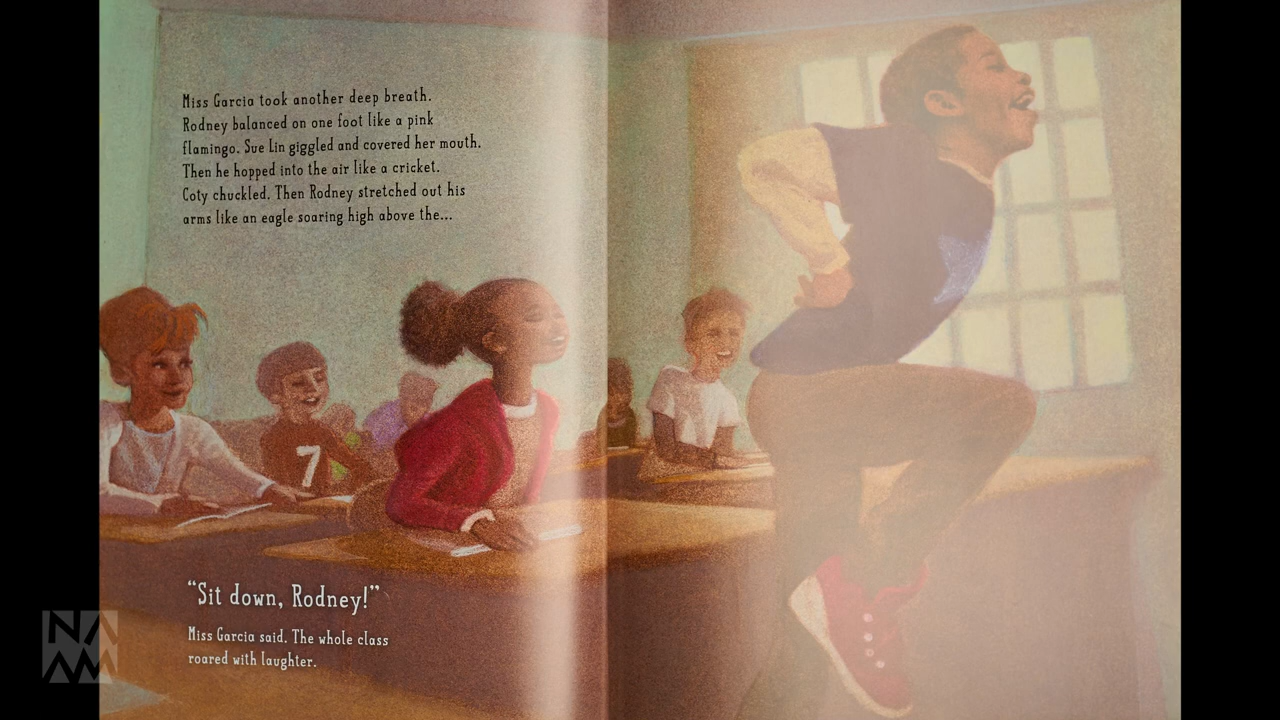 Miss Garcia took another deep breath.
Rodney balanced on one foot like a pink
flamingo. Sue Lin giggled and covered her mouth.
Then he hopped into the air like a cricket.
Coty chuckled. Then Rodney stretched out his
arms like an eagle soaring high above the...
7
“Sit down, Rodney!”
Miss Garcia said. The whole class
roared with laughter.
NA
AM